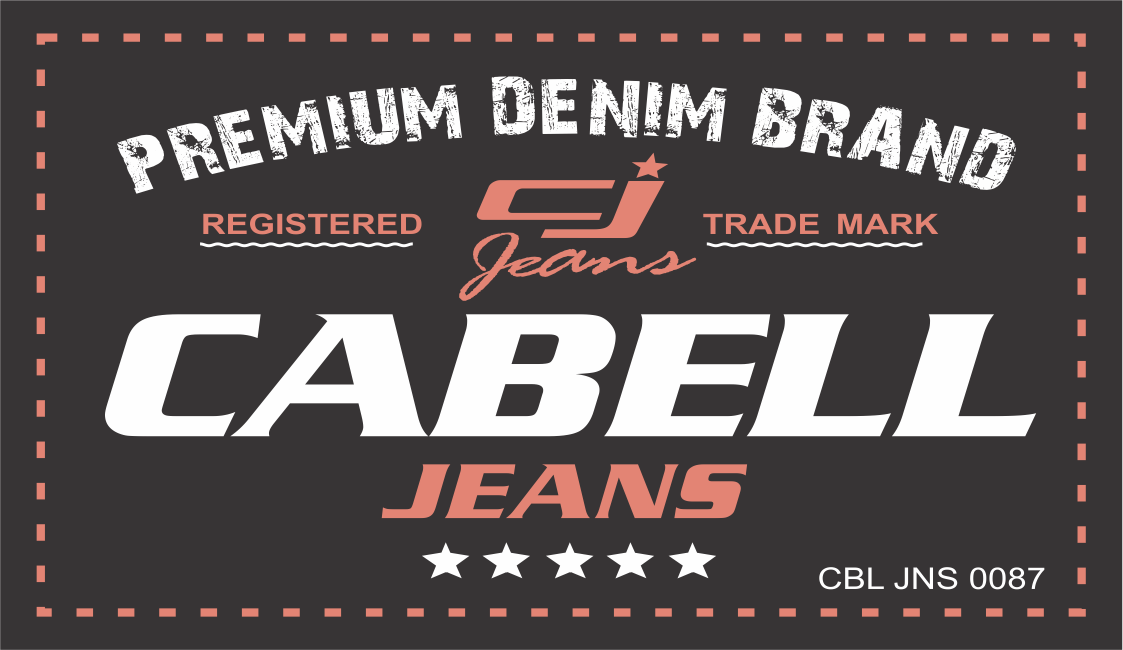 PREMIUM DENIM BRAND
REGISTERED CJ TRADE MARK
Jeans
CABELL
JEANS
CBL JNS 0087